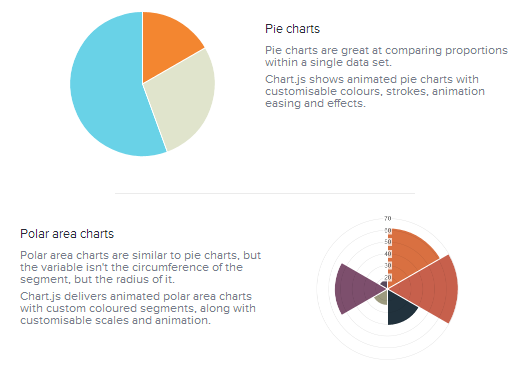 Pie charts
Pie charts are great at comparing proportions
within a single data set.
Chart.js shows animated pie charts with
customisable colours, strokes, animation
easing and effects.
Polar area charts
Polar area charts are similar to pie charts, but
the variable isn't the circumference of the
segment, but the radius of it.
Chart.js delivers animated polar area charts
with custom coloured segments, along with
customisable scales and animation.
70
60
50
40
30
20